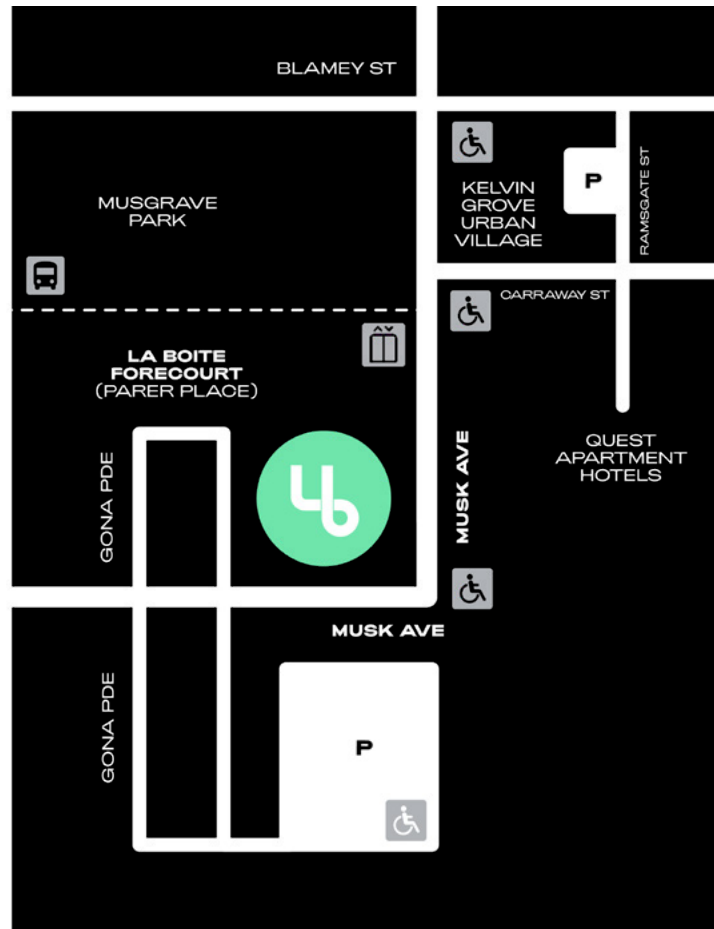 BLAMEY ST
MUSGRAVE
PARK
KELVIN
GROVE
URBAN
VILLAGE
P
RAMSGATE ST
CARRAWAY ST
LA BOITE
FORECOURT
(PARER PLACE)
GONA PDE
Lb
MUSK AVE
QUEST
APARTMENT
HOTELS
MUSK AVE
GONA PDE
P